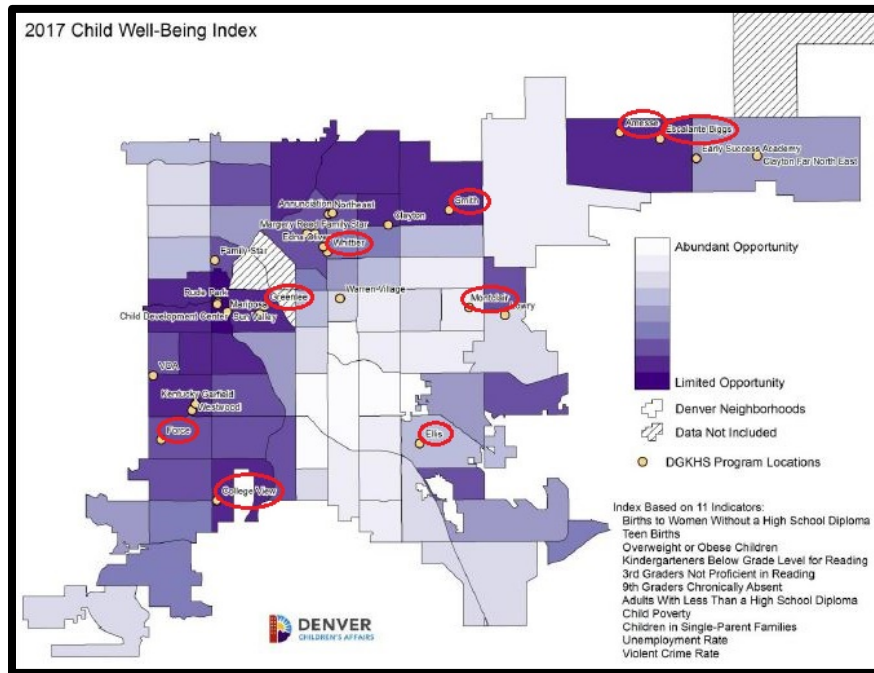 2017 Child Well-Being Index
Amesse
Escalante Biggs
Early Success Academy
Clayton Far North East
Smith
Annunciation Northeast
Clayton
Margery Reed Family Star
Edna Oliver
Whittier
Family Star
Abundant Opportunity
Rude Park
Mariposa
Greenlee
Warren Village
Montclair
Lowry
Child Development Center
Sun Valley
VOA
Limited Opportunity
Kentucky Garfield
Westwood
Denver Neighborhoods
Force
Ellis
Data Not Included
DGKHS Program Locations
College View
Index Based on 11 Indicators:
Births to Women Without a High School Diploma
Teen Births
Overweight or Obese Children
Kindergarteners Below Grade Level for Reading
3rd Graders Not Proficient in Reading
9th Graders Chronically Absent
Adults With Less Than a High School Diploma
Child Poverty
Children in Single-Parent Families
Unemployment Rate
Violent Crime Rate
DENVER
CHILDREN'S AFFAIRS